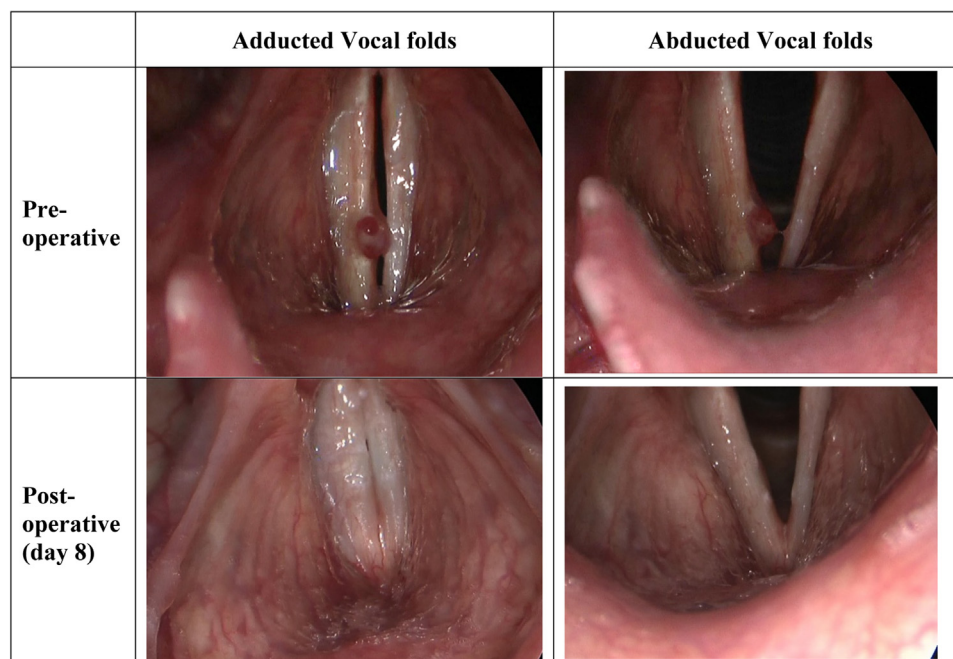 Adducted Vocal folds
Abducted Vocal folds
Pre-
operative
Post-
operative
(day 8)